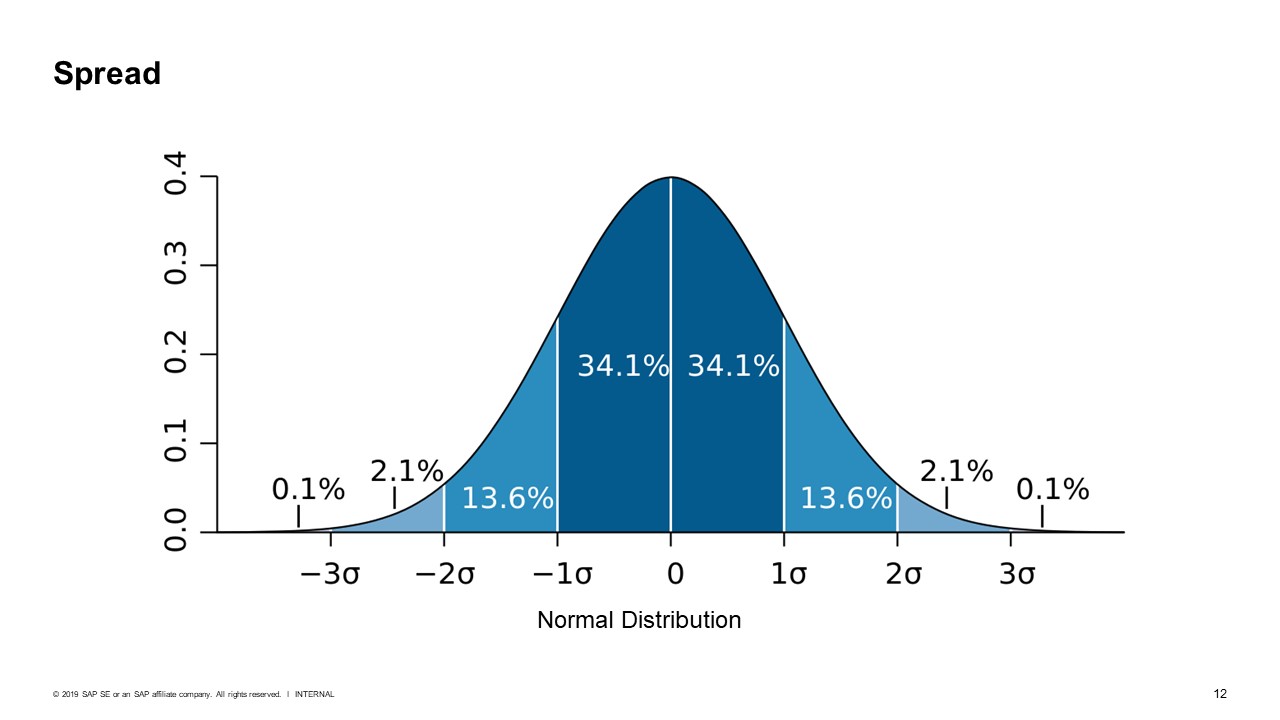 Spread
0.4
0.3
0.2
0.1
0.0
34.1% 34.1%
0.1% 2.1% 13.6% 13.6% 2.1% 0.1%
−3σ −2σ −1σ 0 1σ 2σ 3σ
Normal Distribution
© 2019 SAP SE or an SAP affiliate company. All rights reserved. ǀ INTERNAL 12